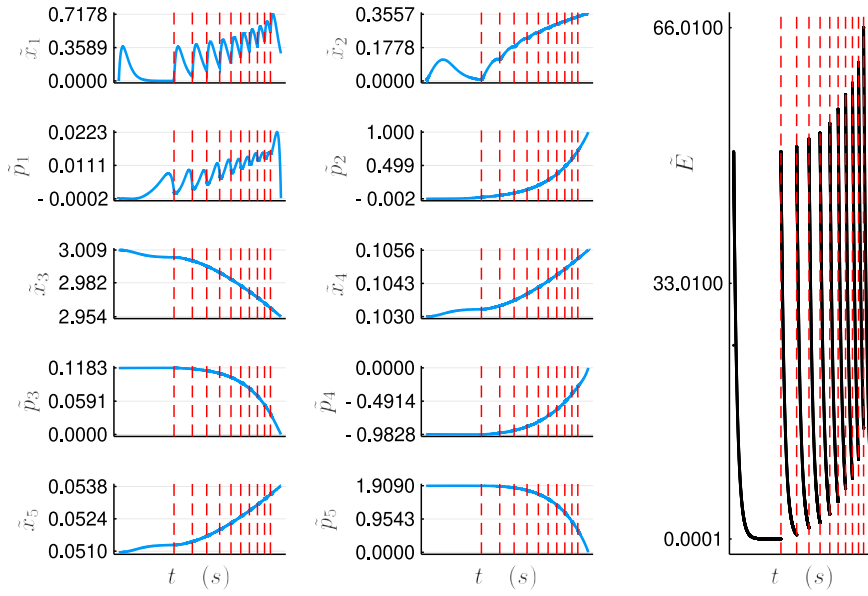 0.7178
0.3589
0.0000
x̃₁
0.3557
0.1778
0.0000
x̃₂
0.0223
0.0111
- 0.0002
p̃₁
1.000
0.499
- 0.002
p̃₂
3.009
2.982
2.954
x̃₃
0.1056
0.1043
0.1030
x̃₄
0.1183
0.0591
0.0000
p̃₃
0.0000
- 0.4914
- 0.9828
p̃₄
0.0538
0.0524
0.0510
x̃₅
t (s)
1.9090
0.9543
0.0000
p̃₅
t (s)
66.0100
33.0100
0.0001
Ẽ
t (s)